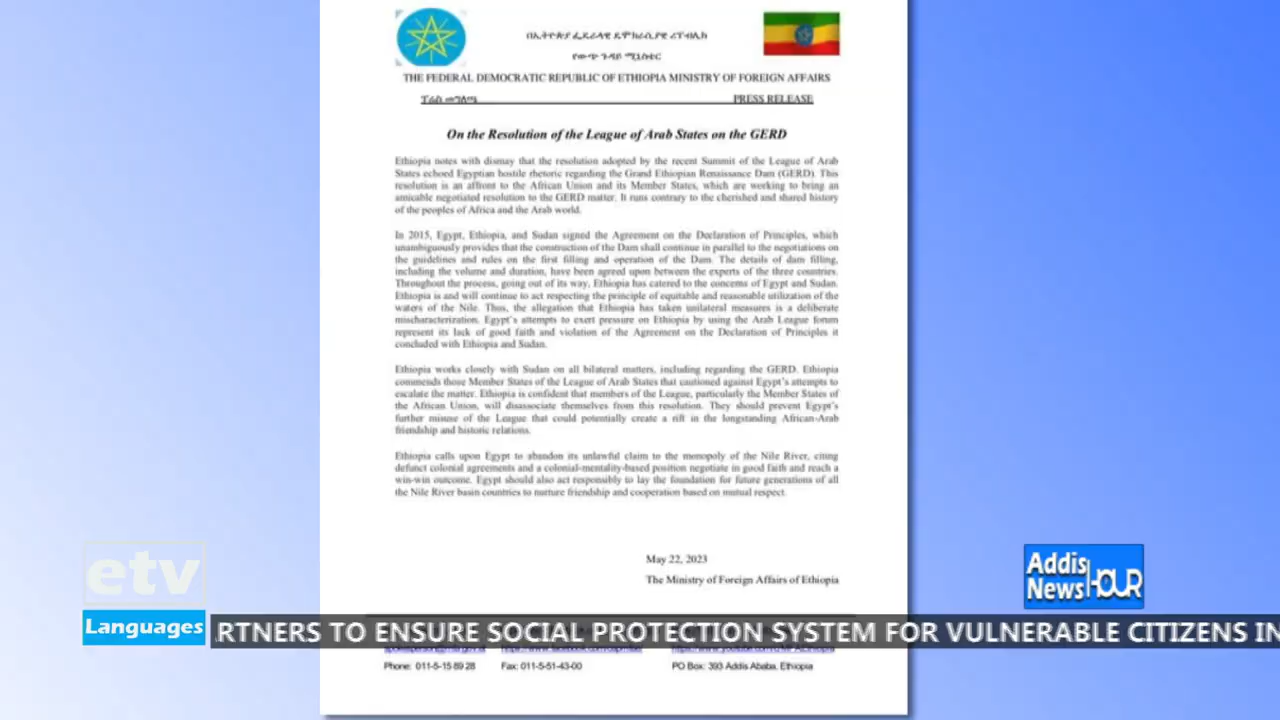 በኢትዮጵያ ፌደራላዊ ዴሞክራሲያዊ ሪፐብሊክ
የውጭ ጉዳይ ሚኒስቴር
THE FEDERAL DEMOCRATIC REPUBLIC OF ETHIOPIA MINISTRY OF FOREIGN AFFAIRS
ፕሬስ መግለጫ PRESS RELEASE
On the Resolution of the League of Arab States on the GERD
Ethiopia notes with dismay that the resolution adopted by the recent Summit of the League of Arab
States echoed Egyptian hostile rhetoric regarding the Grand Ethiopian Renaissance Dam (GERD). This
resolution is an affront to the African Union and its Member States, which are working to bring an
amicable negotiated resolution to the GERD matter. It runs contrary to the cherished and shared history
of the peoples of Africa and the Arab world.
In 2015, Egypt, Ethiopia, and Sudan signed the Agreement on the Declaration of Principles, which
unambiguously provides that the construction of the Dam shall continue in parallel to the negotiations on
the guidelines and rules on the first filling and operation of the Dam. The details of dam filling,
including the volume and duration, have been agreed upon between the experts of the three countries.
Throughout the process, going out of its way, Ethiopia has catered to the concerns of Egypt and Sudan.
Ethiopia is and will continue to act respecting the principle of equitable and reasonable utilization of the
waters of the Nile. Thus, the allegation that Ethiopia has taken unilateral measures is a deliberate
mischaracterization. Egypt's attempts to exert pressure on Ethiopia by using the Arab League forum
represent its lack of good faith and violation of the Agreement on the Declaration of Principles it
concluded with Ethiopia and Sudan.
Ethiopia works closely with Sudan on all bilateral matters, including regarding the GERD. Ethiopia
commends those Member States of the League of Arab States that cautioned against Egypt's attempts to
escalate the matter. Ethiopia is confident that members of the League, particularly the Member States of
the African Union, will disassociate themselves from this resolution. They should prevent Egypt's
further misuse of the League that could potentially create a rift in the longstanding African-Arab
friendship and historic relations.
Ethiopia calls upon Egypt to abandon its unlawful claim to the monopoly of the Nile River, citing
defunct colonial agreements and a colonial-mentality-based position negotiate in good faith and reach a
win-win outcome. Egypt should also act responsibly to lay the foundation for future generations of all
the Nile River basin countries to nurture friendship and cooperation based on mutual respect.
May 22, 2023
The Ministry of Foreign Affairs of Ethiopia
etv
Languages
Addis
News HOUR
RTNERS TO ENSURE SOCIAL PROTECTION SYSTEM FOR VULNERABLE CITIZENS IN
Phone: 011-5-15 89 28 Fax: 011-5-51-43-00 PO Box: 393 Addis Ababa, Ethiopia